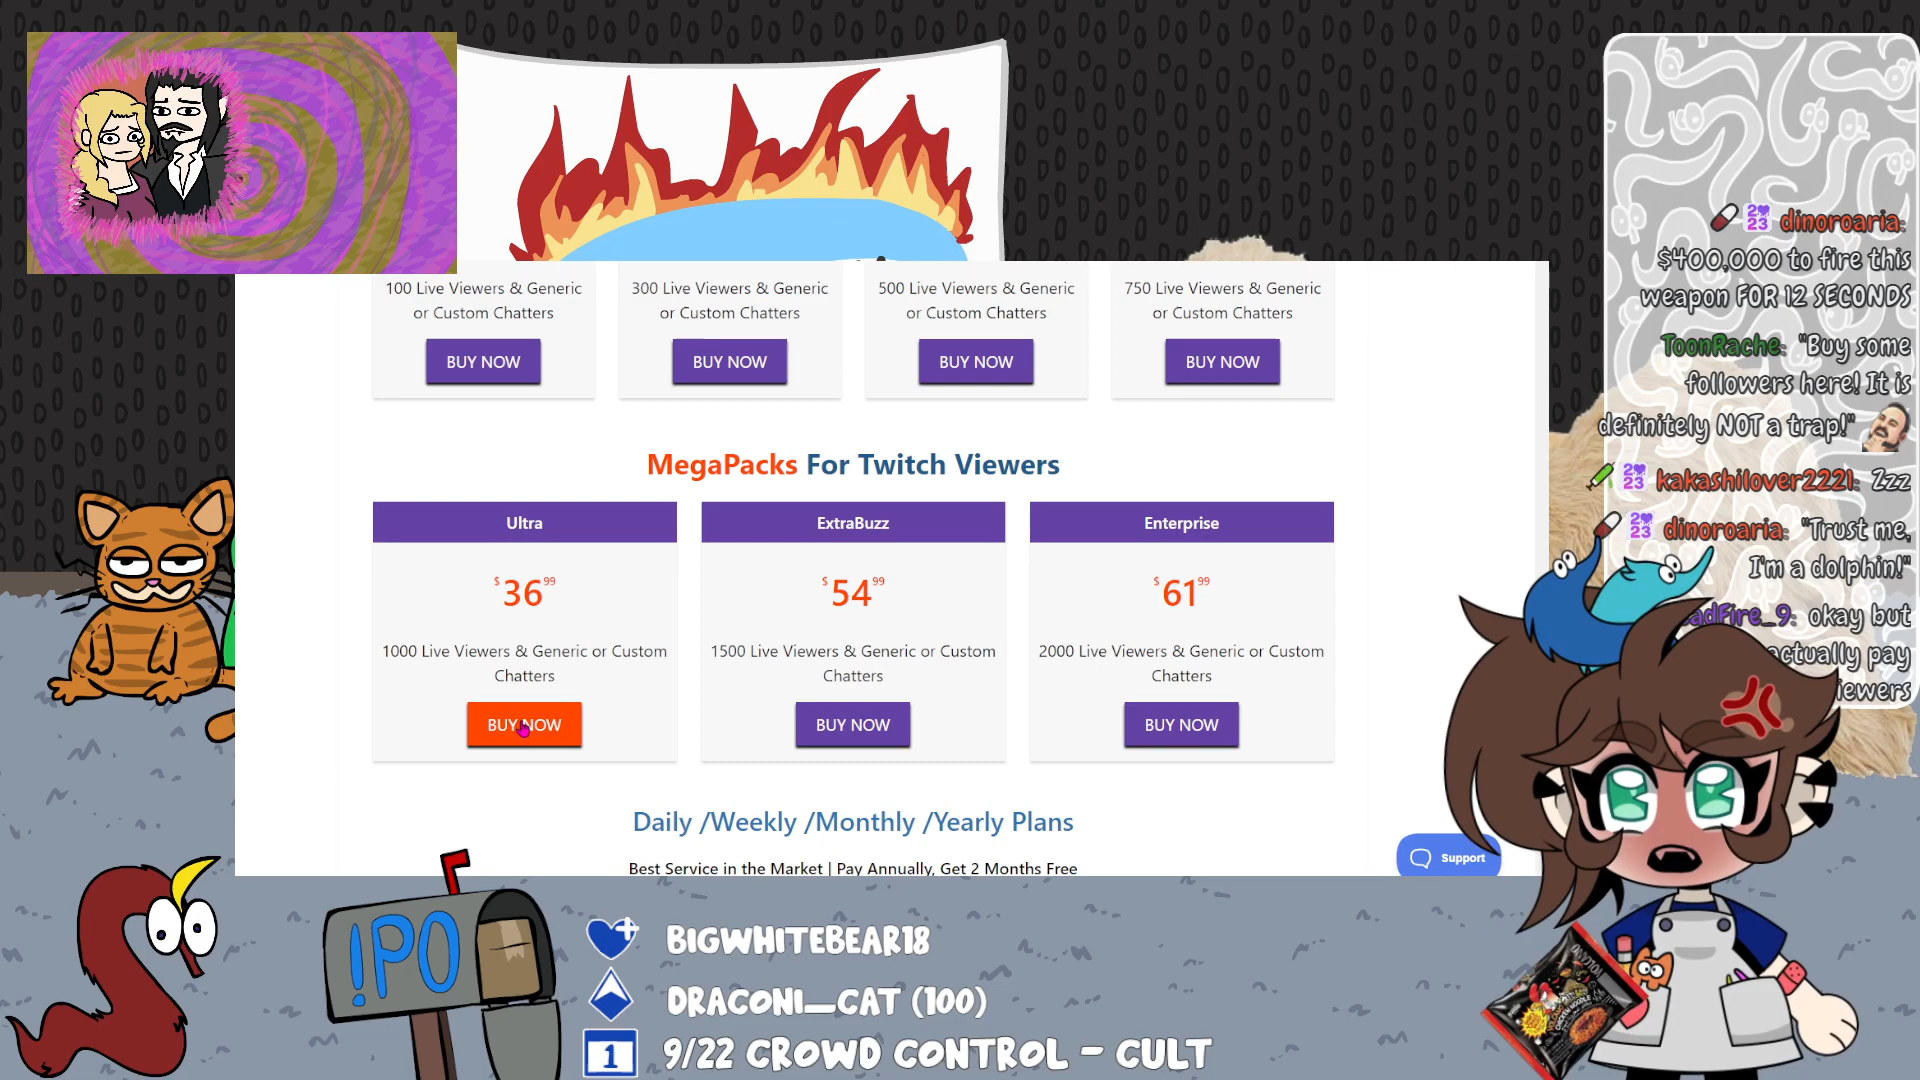 100 Live Viewers & Generic
or Custom Chatters
BUY NOW
300 Live Viewers & Generic
or Custom Chatters
BUY NOW
500 Live Viewers & Generic
or Custom Chatters
BUY NOW
750 Live Viewers & Generic
or Custom Chatters
BUY NOW
MegaPacks For Twitch Viewers
Ultra
$36.99
1000 Live Viewers & Generic or Custom
Chatters
BUY NOW
ExtraBuzz
$54.99
1500 Live Viewers & Generic or Custom
Chatters
BUY NOW
Enterprise
$61.99
2000 Live Viewers & Generic or Custom
Chatters
BUY NOW
Daily /Weekly /Monthly /Yearly Plans
Best Service in the Market | Pay Annually, Get 2 Months Free
Support
dinoroaria:
$400,000 to fire this
weapon FOR 12 SECONDS
ToonRache: "Buy some
followers here! It is
definitely NOT a trap!"
kakashilover2221: Zzz
dinoroaria: "Trust me,
I'm a dolphin!"
adFire_9: okay but
actually pay
iewers
!PO
BIGWHITEBEAR18
DRACONI_CAT (100)
1
9/22 CROWD CONTROL - CULT